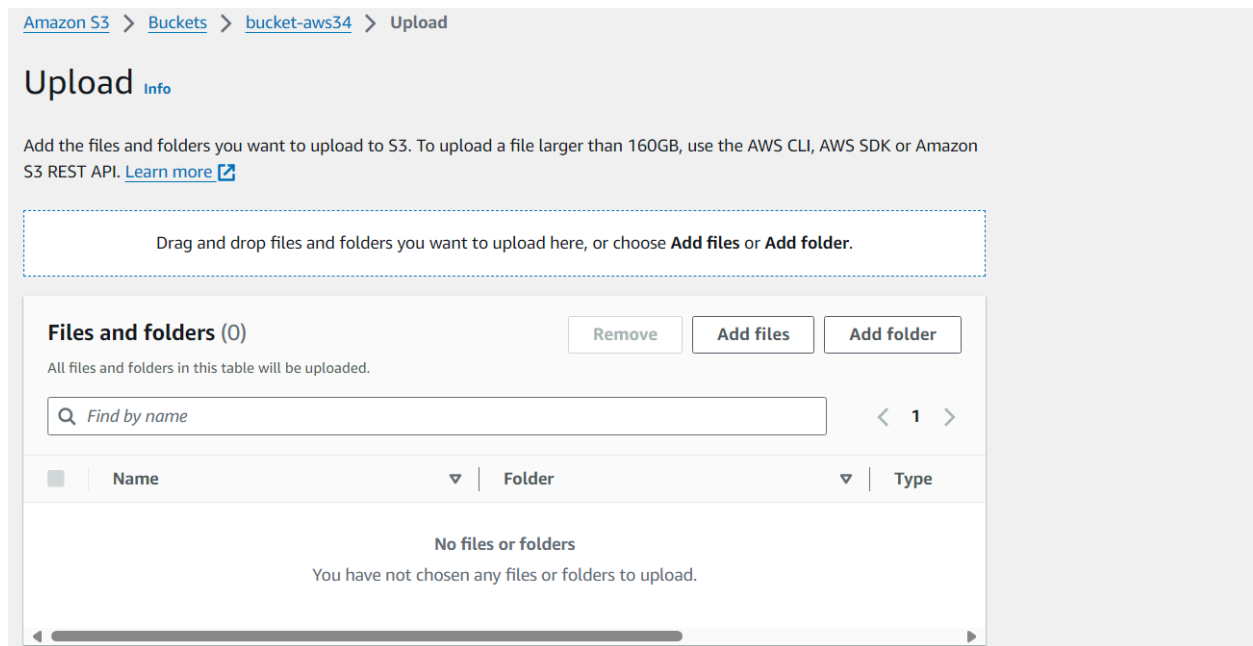 Amazon S3 > Buckets > bucket-aws34 > Upload
Upload Info
Add the files and folders you want to upload to S3. To upload a file larger than 160GB, use the AWS CLI, AWS SDK or Amazon
S3 REST API. Learn more
Drag and drop files and folders you want to upload here, or choose Add files or Add folder.
Files and folders (0) Remove Add files Add folder
All files and folders in this table will be uploaded.
Find by name < 1 >
Name Folder Type
No files or folders
You have not chosen any files or folders to upload.